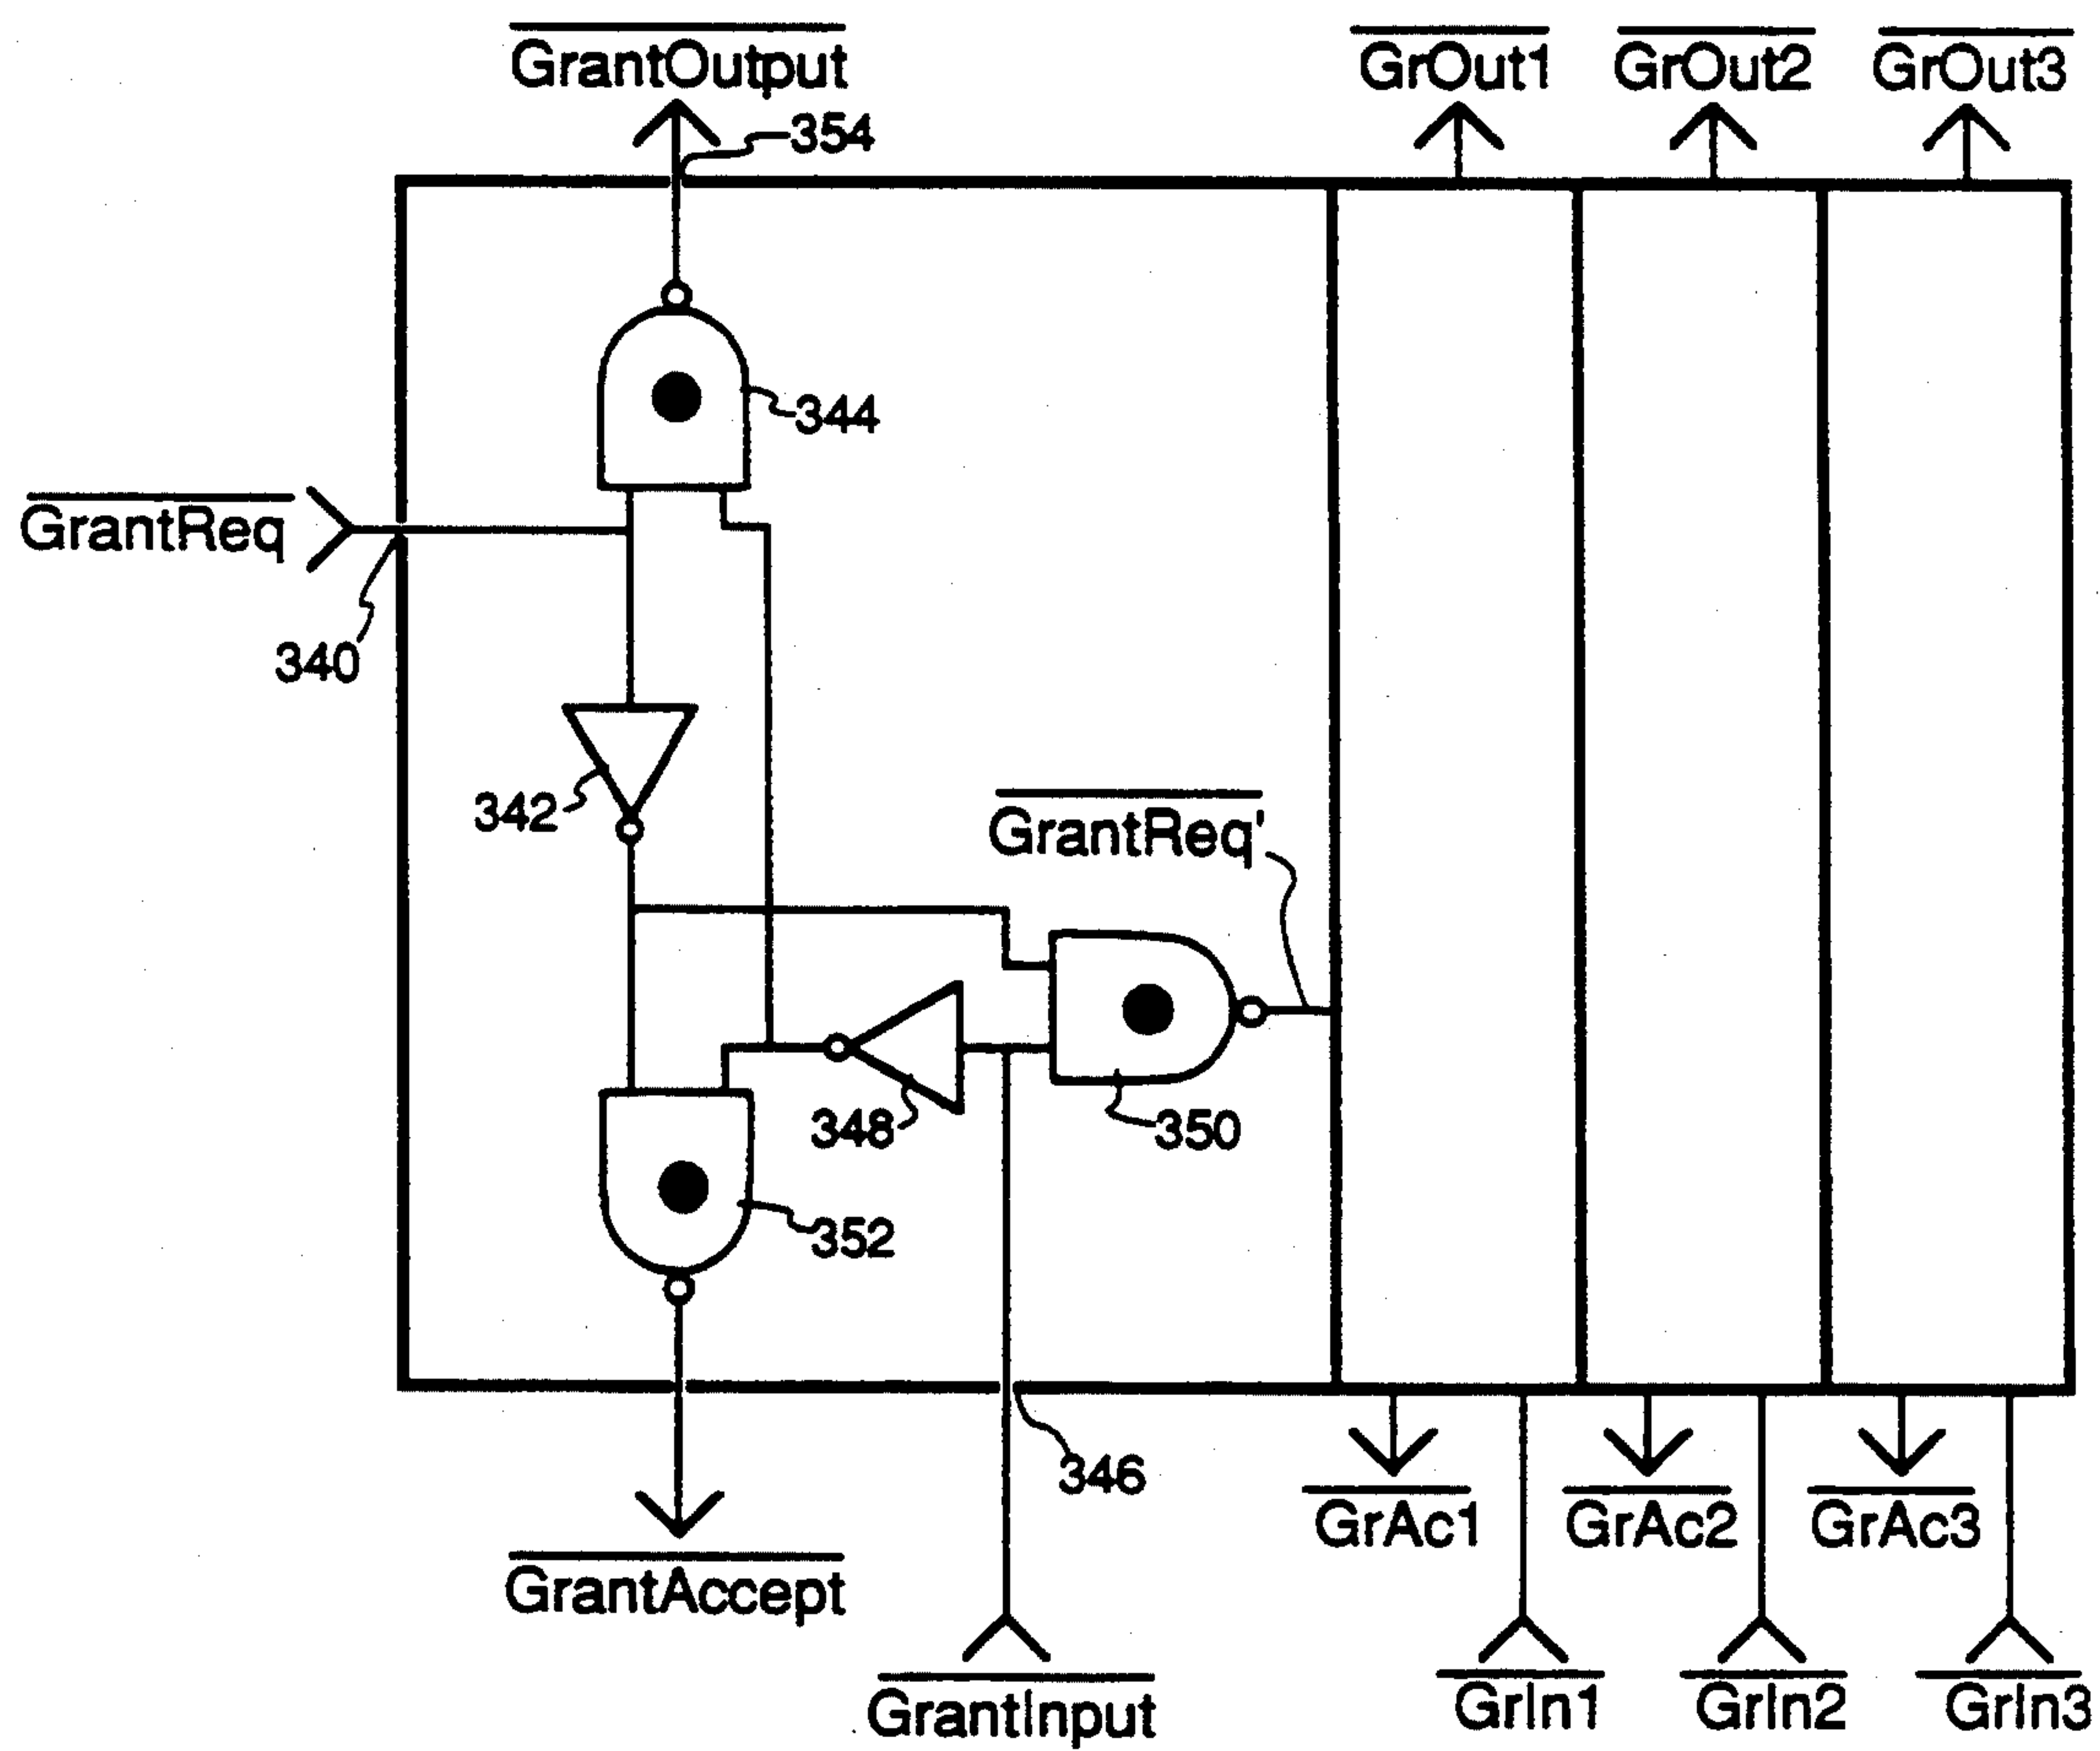 GrantOutput GrOut1 GrOut2 GrOut3
354
344
GrantReq
340
342
GrantReq'
348 350
352
346
GrAc1 GrAc2 GrAc3
GrantAccept
GrantInput GrIn1 GrIn2 GrIn3